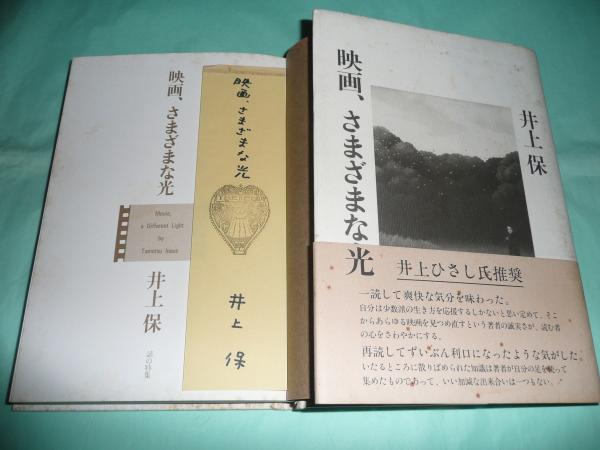 映画、さまざまな光
Movie,
a Different Light
by
Tamotsu Inoue
井上 保
話の特集
映画、さまざまな光
井上 保
映画、さまざまな光
井上 保
井上ひさし氏推奨
一読して爽快な気分を味わった。
自分は少数派の生き方を応援するしかないと思い定めて、そこ
からあらゆる映画を見つめ直すという著者の誠実さが、読む者
の心をさわやかにする。
再読してずいぶん利口になったような気がした。
いたるところに散りばめられた知識は著者が自分の足を使って
集めたものであって、いい加減な出来合いは一つもない。